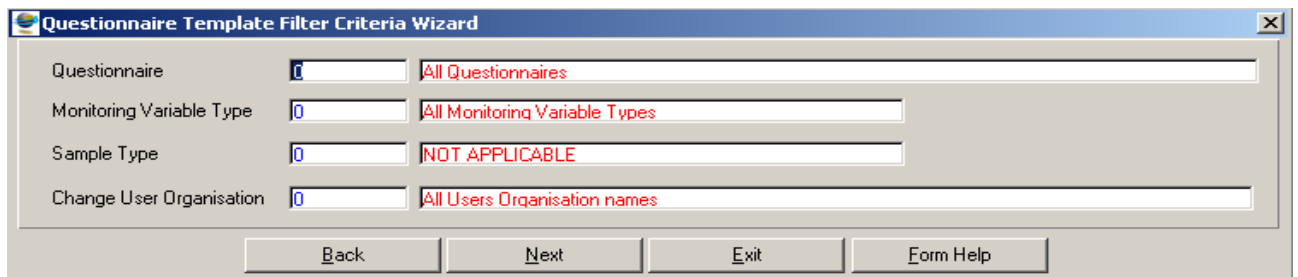 Questionnaire Template Filter Criteria Wizard
Questionnaire 0 All Questionnaires
Monitoring Variable Type 0 All Monitoring Variable Types
Sample Type 0 NOT APPLICABLE
Change User Organisation 0 All Users Organisation names
Back Next Exit Form Help